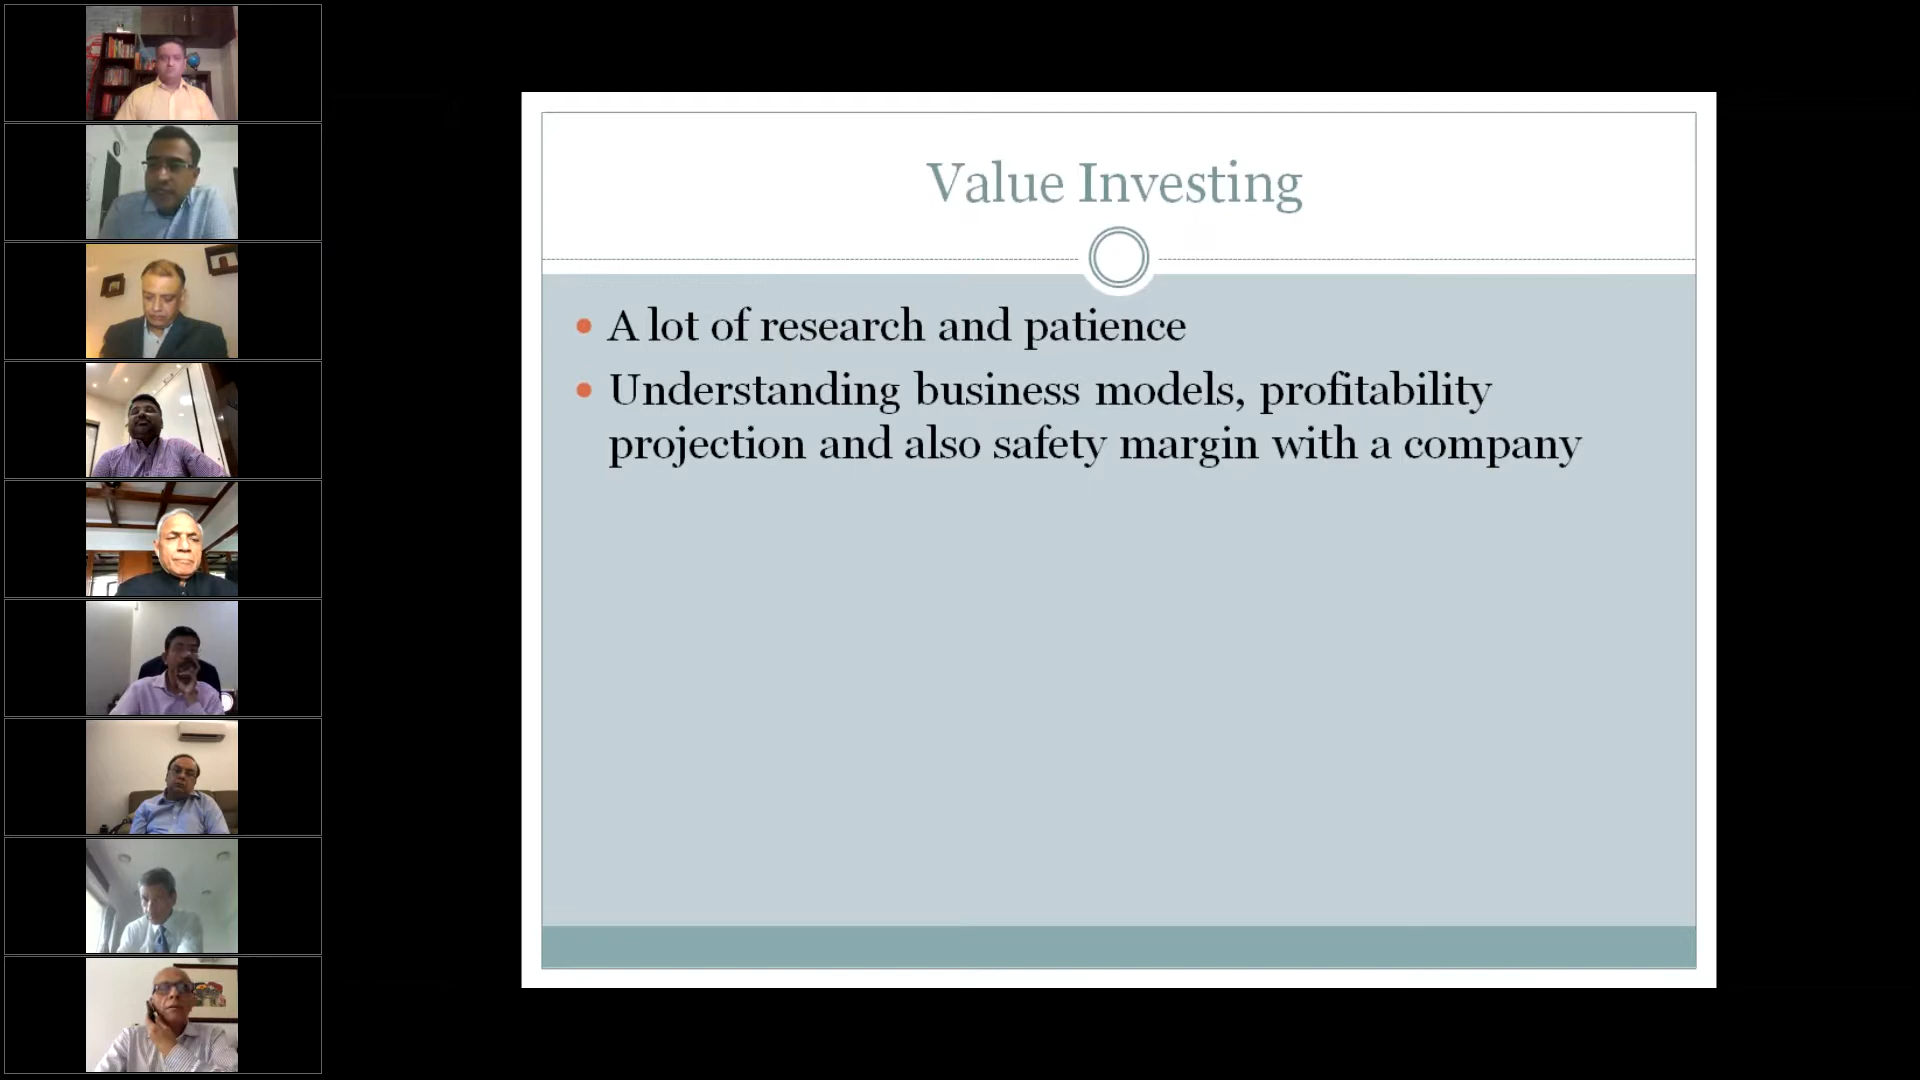 Value Investing
A lot of research and patience
Understanding business models, profitability
projection and also safety margin with a company